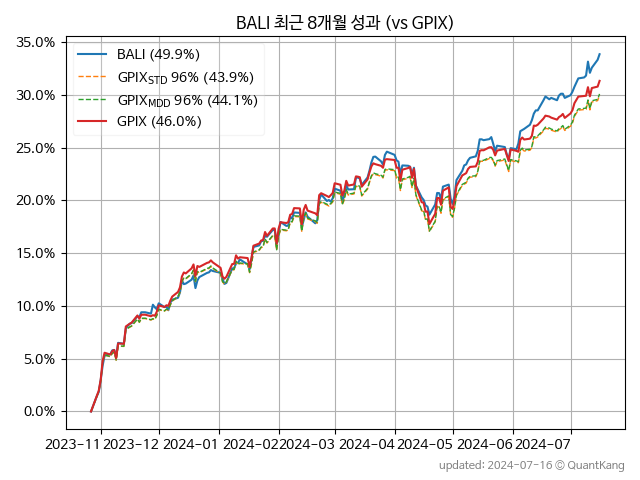 BALI 최근 8개월 성과 (vs GPIX)
35.0%
30.0%
25.0%
20.0%
15.0%
10.0%
5.0%
0.0%
BALI (49.9%)
GPIXSTD 96% (43.9%)
GPIXMDD 96% (44.1%)
GPIX (46.0%)
2023-11 2023-12 2024-01 2024-02 2024-03 2024-04 2024-05 2024-06 2024-07
updated: 2024-07-16 © QuantKang